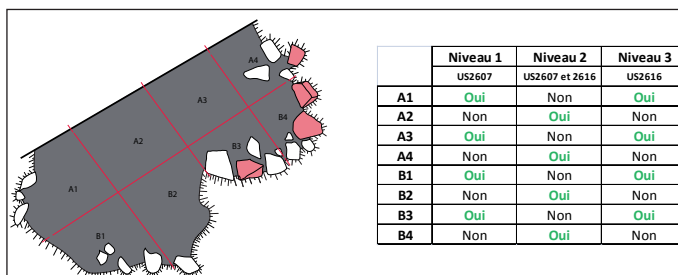 A4
A3
B4
A2
B3
A1
B2
B1
Niveau 1 Niveau 2 Niveau 3
US2607 US2607 et 2616 US2616
A1 Oui Non Oui
A2 Non Oui Non
A3 Oui Non Oui
A4 Non Oui Non
B1 Oui Non Oui
B2 Non Oui Non
B3 Oui Non Oui
B4 Non Oui Non